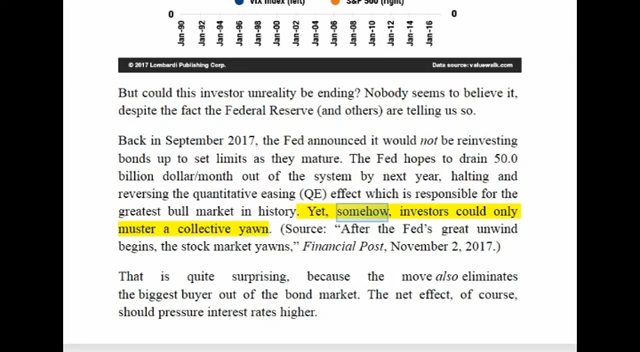 VIX Index (left) S&P 500 (right)
0 0
Jan-90 Jan-92 Jan-94 Jan-96 Jan-98 Jan-00 Jan-02 Jan-04 Jan-06 Jan-08 Jan-10 Jan-12 Jan-14 Jan-16
© 2017 Lombardi Publishing Corp. Data source: valuewalk.com
But could this investor unreality be ending? Nobody seems to believe it,
despite the fact the Federal Reserve (and others) are telling us so.
Back in September 2017, the Fed announced it would not be reinvesting
bonds up to set limits as they mature. The Fed hopes to drain 50.0
billion dollar/month out of the system by next year, halting and
reversing the quantitative easing (QE) effect which is responsible for the
greatest bull market in history. Yet, somehow, investors could only
muster a collective yawn. (Source: “After the Fed’s great unwind
begins, the stock market yawns,” Financial Post, November 2, 2017.)
That is quite surprising, because the move also eliminates
the biggest buyer out of the bond market. The net effect, of course,
should pressure interest rates higher.